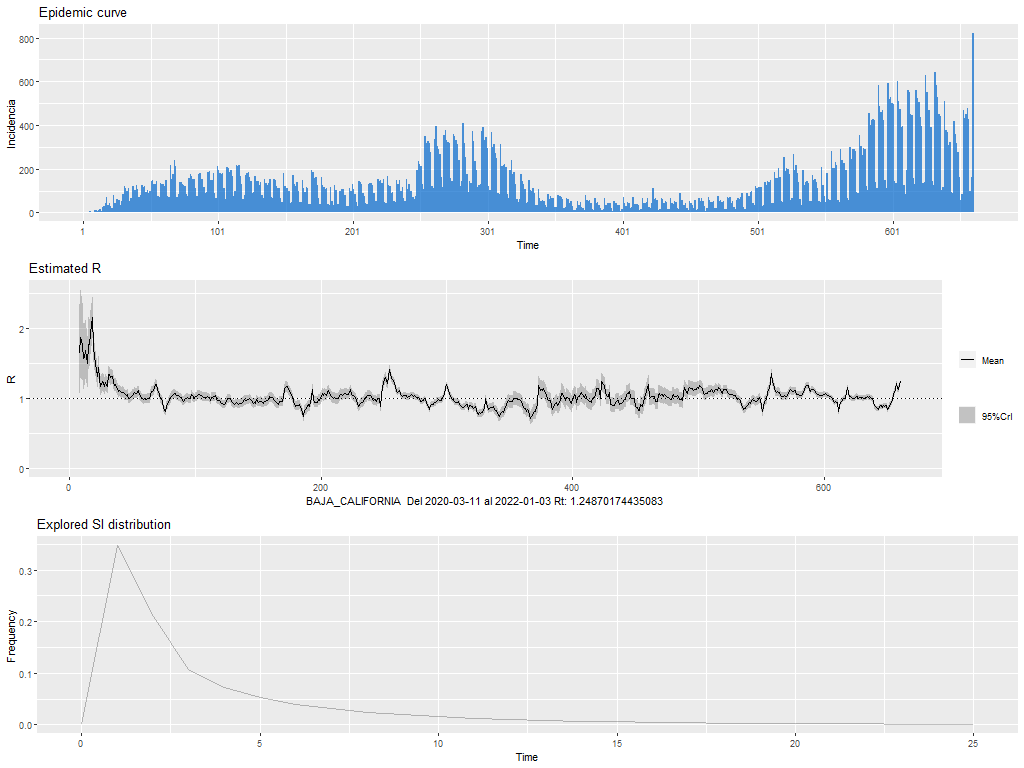 Epidemic curve
Incidencia
800
600
400
200
0
1
101
201
301
401
501
601
Time
Estimated R
R
2
1
0
0
200
400
600
Mean
95%CrI
BAJA_CALIFORNIA Del 2020-03-11 al 2022-01-03 Rt: 1.24870174435083
Explored SI distribution
Frequency
0.3
0.2
0.1
0.0
0
5
10
15
20
25
Time